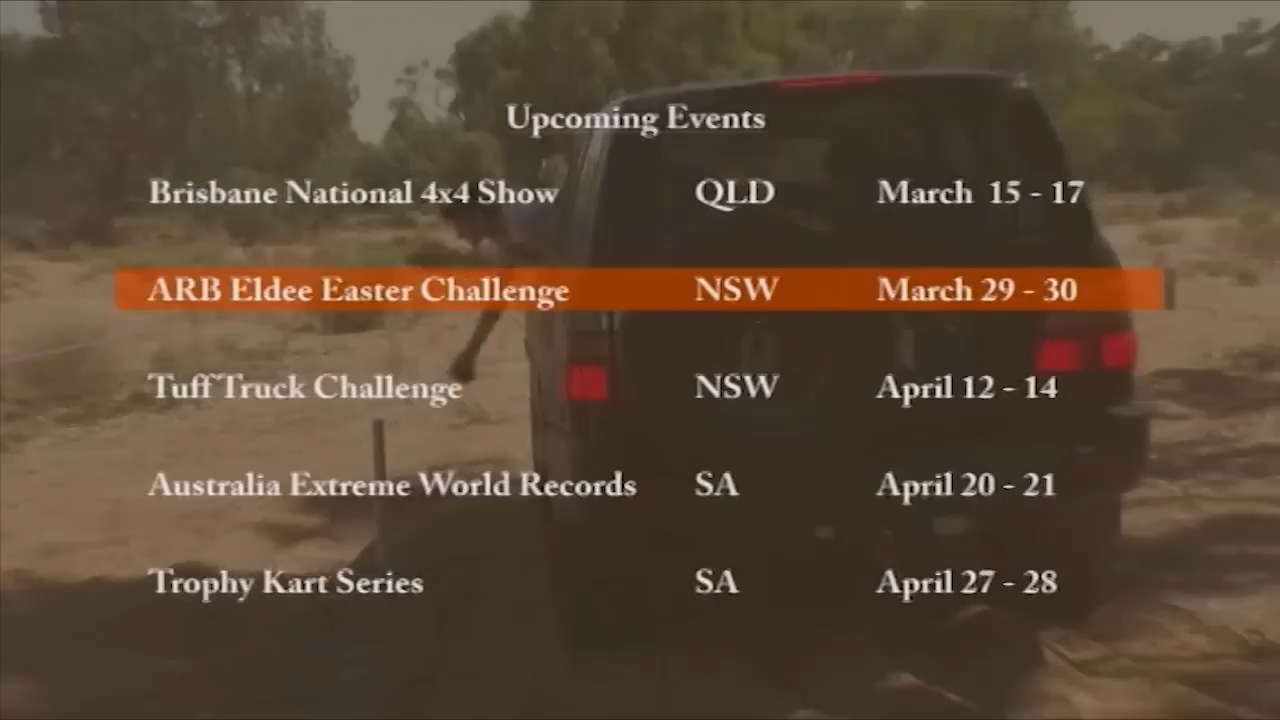 Upcoming Events
Brisbane National 4x4 Show QLD March 15 - 17
ARB Eldee Easter Challenge NSW March 29 - 30
Tuff Truck Challenge NSW April 12 - 14
Australia Extreme World Records SA April 20 - 21
Trophy Kart Series SA April 27 - 28